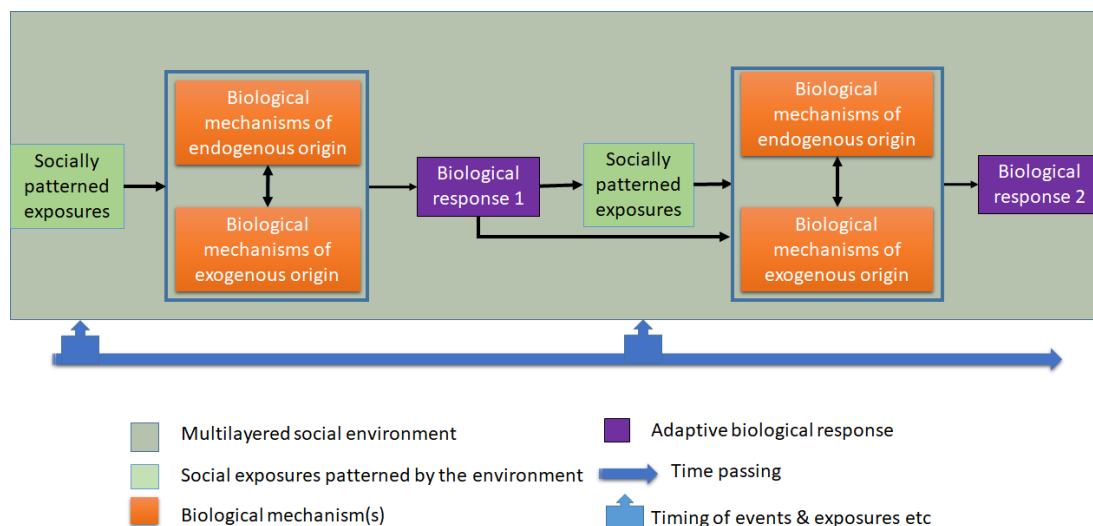 Biological
mechanisms of
endogenous origin
Biological
mechanisms of
exogenous origin
Socially
patterned
exposures
Biological
response 1
Socially
patterned
exposures
Biological
mechanisms of
endogenous origin
Biological
mechanisms of
exogenous origin
Biological
response 2
Multilayered social environment
Social exposures patterned by the environment
Biological mechanism(s)
Adaptive biological response
Time passing
Timing of events & exposures etc